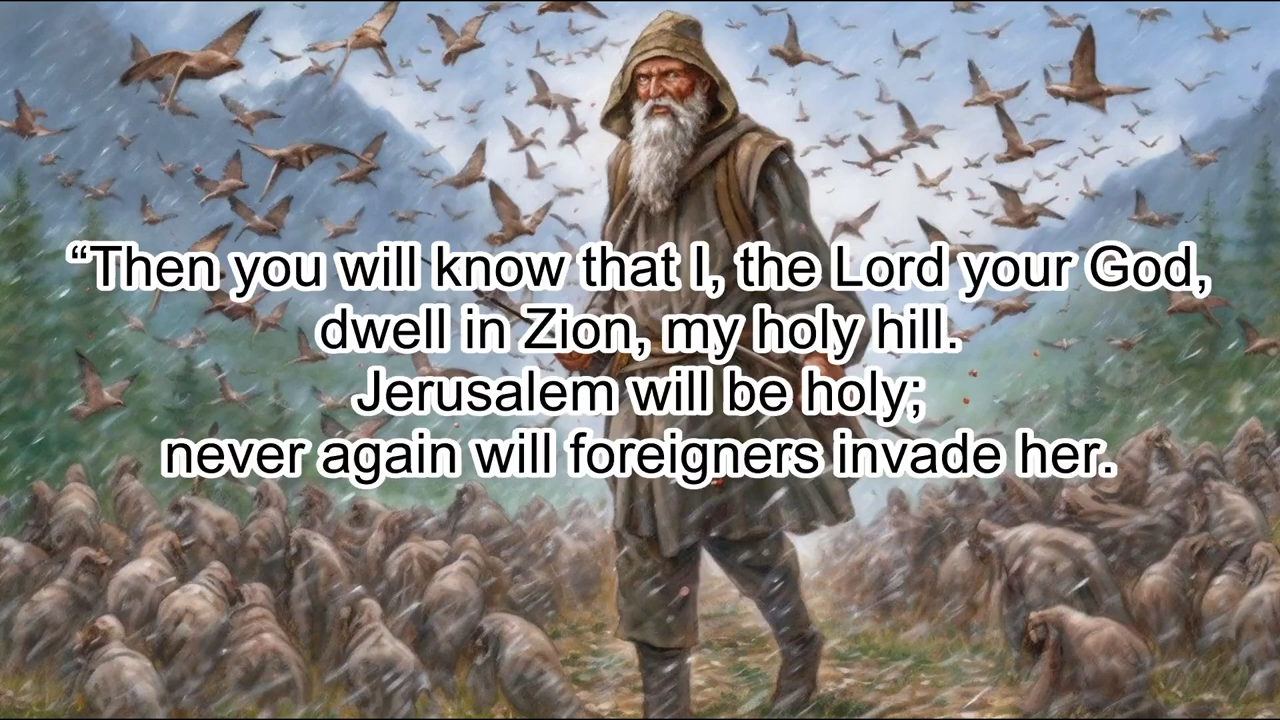 “Then you will know that I, the Lord your God,
dwell in Zion, my holy hill.
Jerusalem will be holy;
never again will foreigners invade her.